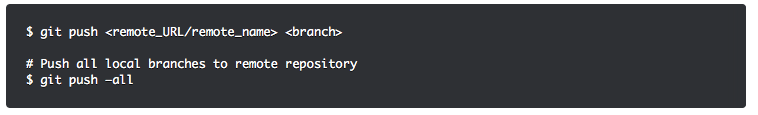 $ git push <remote_URL/remote_name> <branch>
# Push all local branches to remote repository
$ git push —all